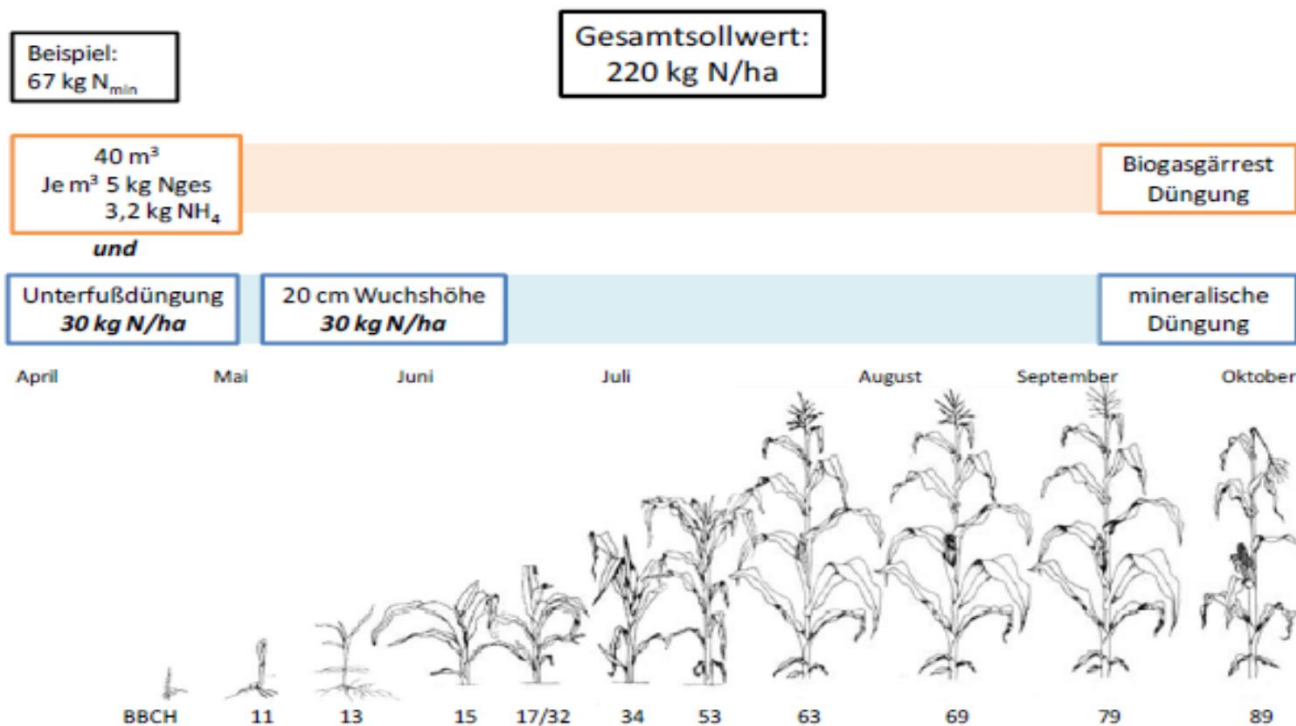 Beispiel:
67 kg Nmin
Gesamtsollwert:
220 kg N/ha
40 m³
Je m³ 5 kg Nges
3,2 kg NH₄
und
Biogasgärrest
Düngung
Unterfußdüngung
30 kg N/ha
20 cm Wuchshöhe
30 kg N/ha
mineralische
Düngung
April Mai Juni Juli August September Oktober
BBCH 11 13 15 17/32 34 53 63 69 79 89